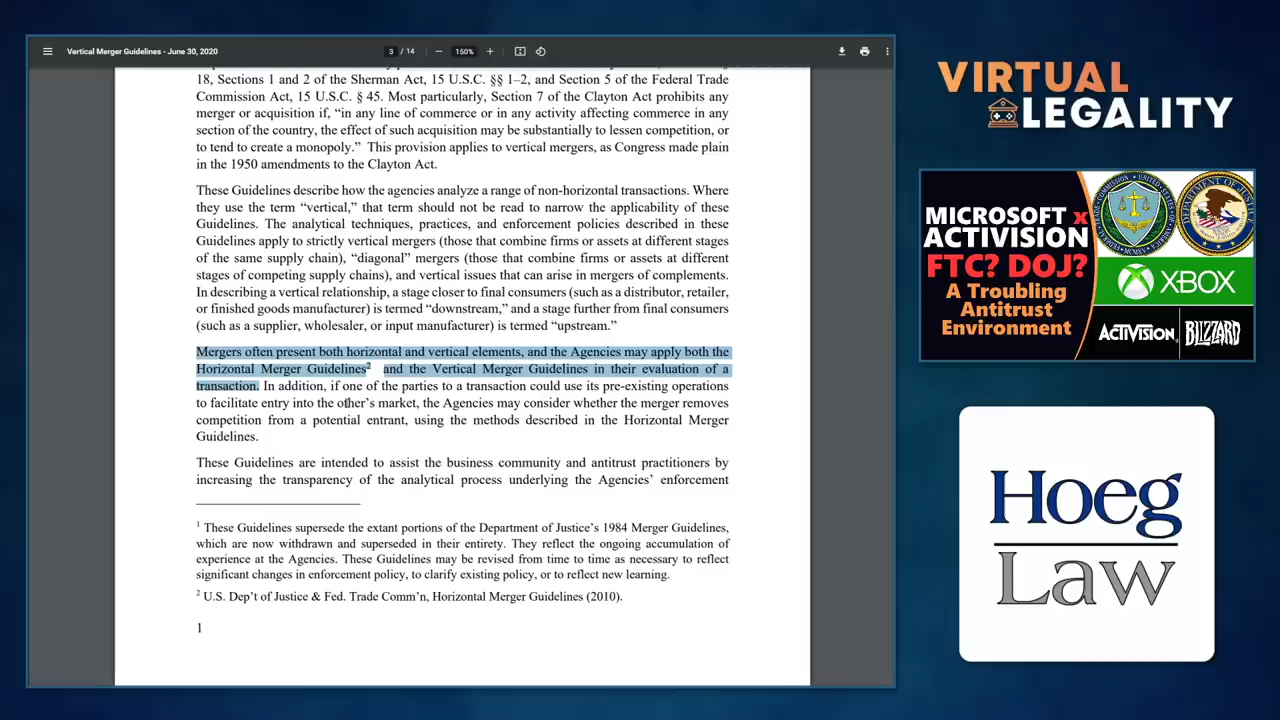 Vertical Merger Guidelines - June 30, 2020
3 / 14
150%
18, Sections 1 and 2 of the Sherman Act, 15 U.S.C. §§ 1–2, and Section 5 of the Federal Trade
Commission Act, 15 U.S.C. § 45. Most particularly, Section 7 of the Clayton Act prohibits any
merger or acquisition if, “in any line of commerce or in any activity affecting commerce in any
section of the country, the effect of such acquisition may be substantially to lessen competition, or
to tend to create a monopoly.” This provision applies to vertical mergers, as Congress made plain
in the 1950 amendments to the Clayton Act.
These Guidelines describe how the agencies analyze a range of non-horizontal transactions. Where
they use the term “vertical,” that term should not be read to narrow the applicability of these
Guidelines. The analytical techniques, practices, and enforcement policies described in these
Guidelines apply to strictly vertical mergers (those that combine firms or assets at different stages
of the same supply chain), “diagonal” mergers (those that combine firms or assets at different
stages of competing supply chains), and vertical issues that can arise in mergers of complements.
In describing a vertical relationship, a stage closer to final consumers (such as a distributor, retailer,
or finished goods manufacturer) is termed “downstream,” and a stage further from final consumers
(such as a supplier, wholesaler, or input manufacturer) is termed “upstream.”
Mergers often present both horizontal and vertical elements, and the Agencies may apply both the
Horizontal Merger Guidelines2 and the Vertical Merger Guidelines in their evaluation of a
transaction. In addition, if one of the parties to a transaction could use its pre-existing operations
to facilitate entry into the other’s market, the Agencies may consider whether the merger removes
competition from a potential entrant, using the methods described in the Horizontal Merger
Guidelines.
These Guidelines are intended to assist the business community and antitrust practitioners by
increasing the transparency of the analytical process underlying the Agencies’ enforcement
1 These Guidelines supersede the extant portions of the Department of Justice’s 1984 Merger Guidelines,
which are now withdrawn and superseded in their entirety. They reflect the ongoing accumulation of
experience at the Agencies. These Guidelines may be revised from time to time as necessary to reflect
significant changes in enforcement policy, to clarify existing policy, or to reflect new learning.
2 U.S. Dep’t of Justice & Fed. Trade Comm’n, Horizontal Merger Guidelines (2010).
1
VIRTUAL
LEGALITY
MICROSOFT x
ACTIVISION
FTC? DOJ?
A Troubling
Antitrust
Environment
XBOX
ACTIVISION
BLIZZARD
Hoeg
Law